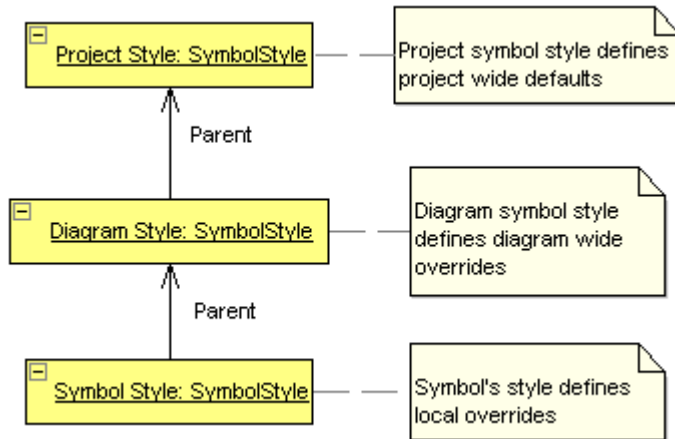 Project Style: SymbolStyle
Project symbol style defines
project wide defaults
Parent
Diagram Style: SymbolStyle
Diagram symbol style
defines diagram wide
overrides
Parent
Symbol Style: SymbolStyle
Symbol's style defines
local overrides